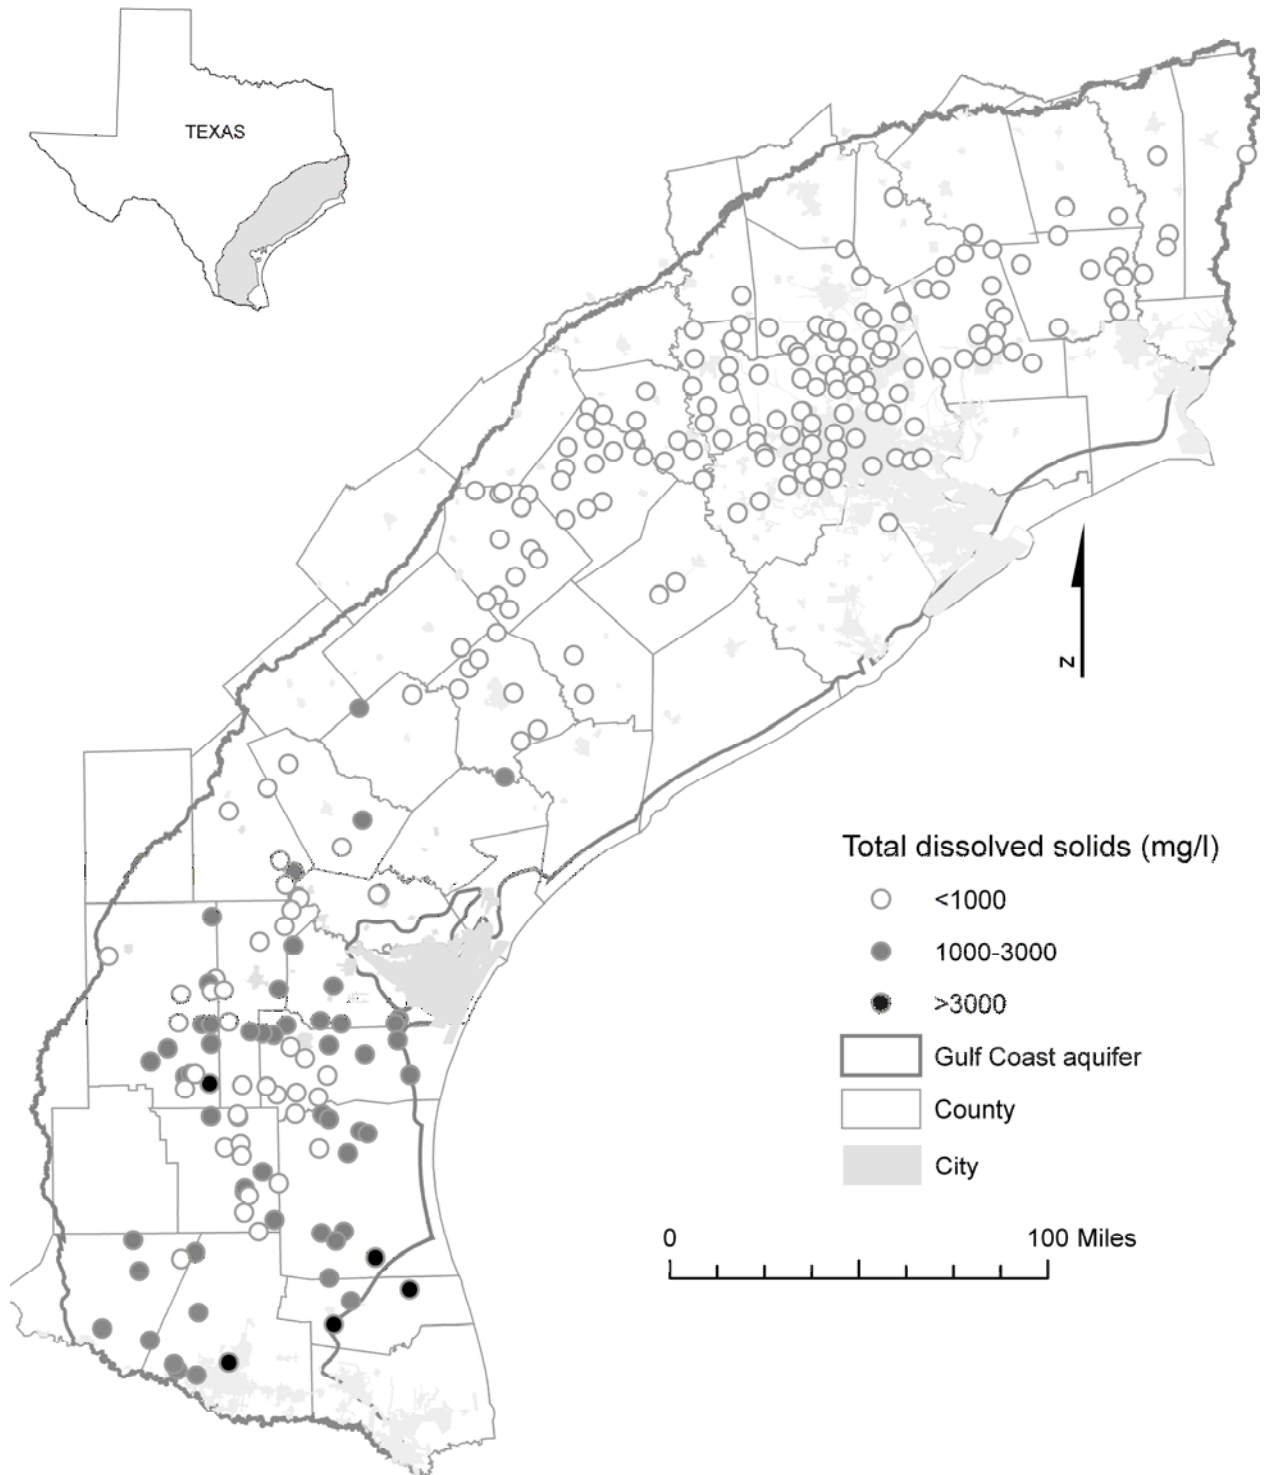 TEXAS
N
Total dissolved solids (mg/l)
<1000
1000-3000
>3000
Gulf Coast aquifer
County
City
0 100 Miles